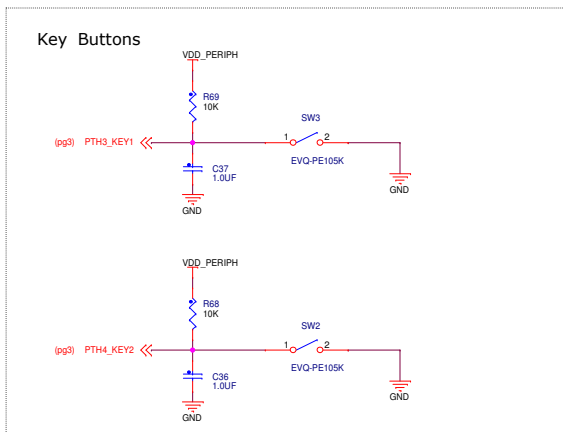 Key Buttons
VDD_PERIPH
R69
10K
SW3
(pg3) PTH3_KEY1
1 2
EVQ-PE105K
C37
1.0UF
GND
GND
VDD_PERIPH
R68
10K
SW2
(pg3) PTH4_KEY2
1 2
EVQ-PE105K
C36
1.0UF
GND
GND